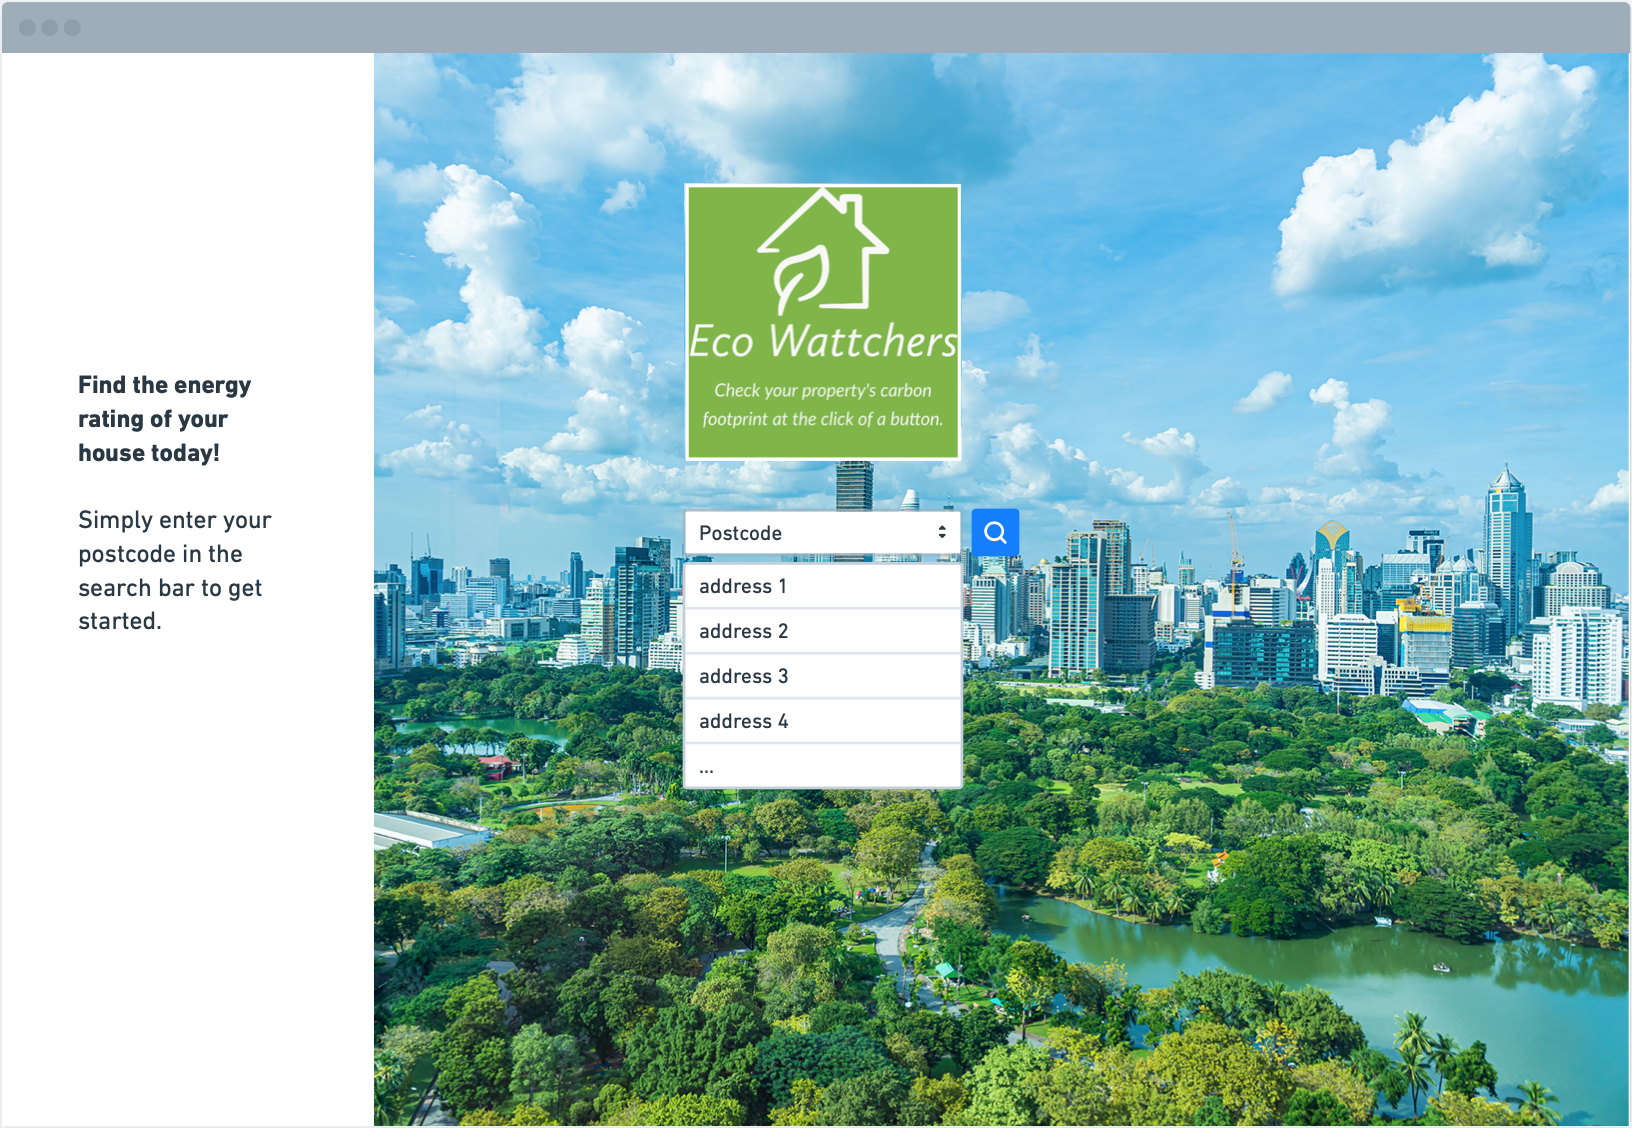 Find the energy
rating of your
house today!
Simply enter your
postcode in the
search bar to get
started.
Eco Wattchers
Check your property's carbon
footprint at the click of a button.
Postcode
address 1
address 2
address 3
address 4
...